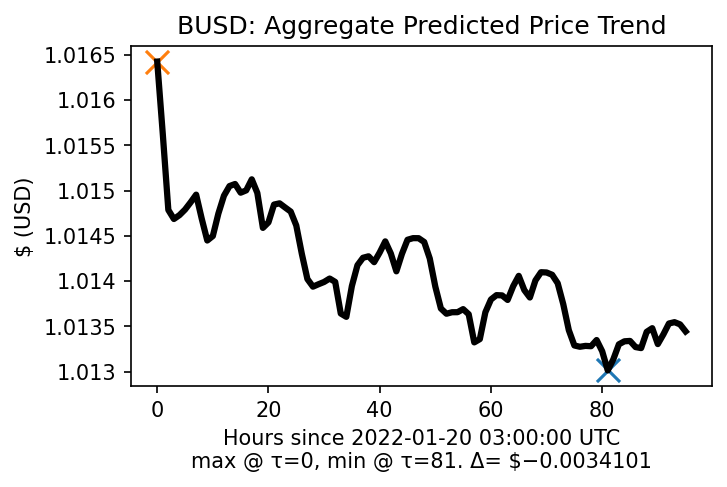 BUSD: Aggregate Predicted Price Trend
1.0165
1.016
1.0155
1.015
1.0145
1.014
1.0135
1.013
$ (USD)
0 20 40 60 80
Hours since 2022-01-20 03:00:00 UTC
max @ τ=0, min @ τ=81. Δ= $−0.0034101